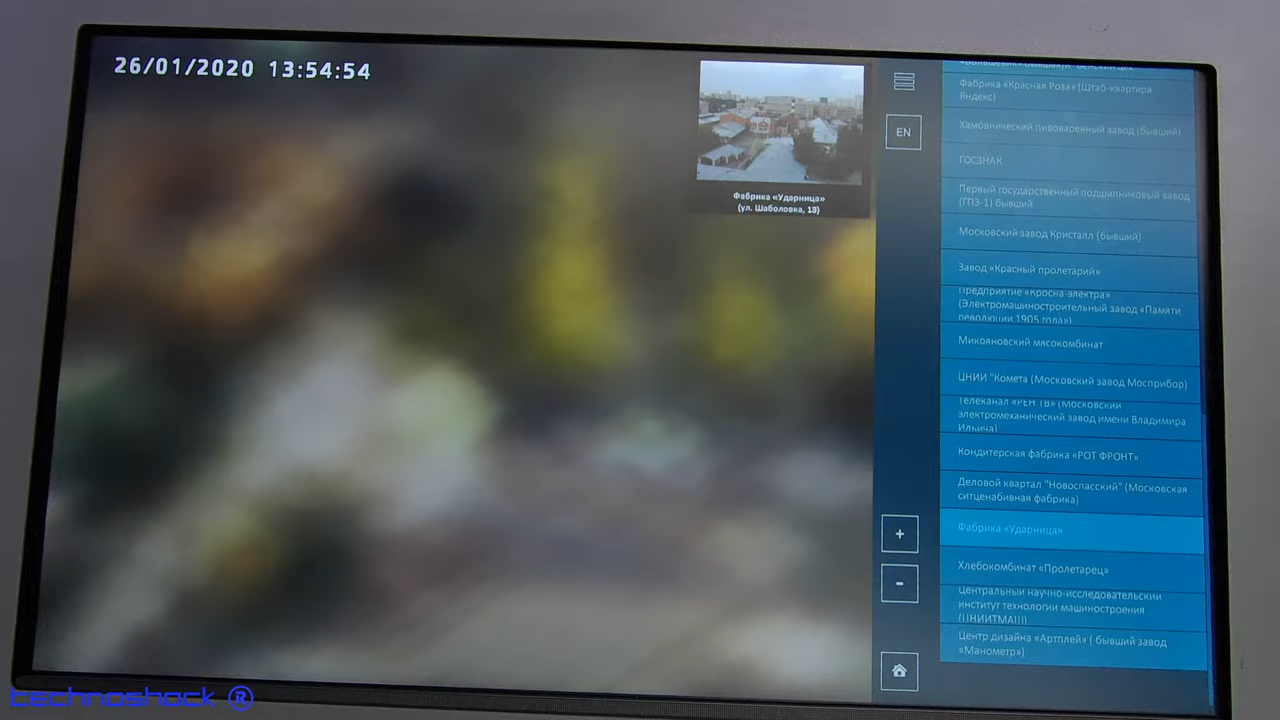 26/01/2020 13:54:54
Фабрика «Ударница»
(ул. Шаболовка, 13)
EN
+
-
Фабрика «Красная Роза» (Штаб-квартира
Яндекс)
Хамовнический пивоваренный завод (бывший)
ГОСЗНАК
Первый государственный подшипниковый завод
(ГПЗ-1) бывший
Московский завод Кристалл (бывший)
Завод «Красный пролетарий»
Предприятие «Кросна-электра»
(Электромашиностроительный завод «Памяти
революции 1905 года»)
Микояновский мясокомбинат
ЦНИИ "Комета (Московский завод Мосприбор)
Телеканал «РЕН ТВ» (Московский
электромеханический завод имени Владимира
Ильича)
Кондитерская фабрика «РОТ ФРОНТ»
Деловой квартал "Новоспасский" (Московская
ситценабивная фабрика)
Фабрика «Ударница»
Хлебокомбинат «Пролетарец»
Центральный научно-исследовательский
институт технологии машиностроения
(ЦНИИТМАШ)
Центр дизайна «Артплей» ( бывший завод
«Манометр»)
technoshock ®